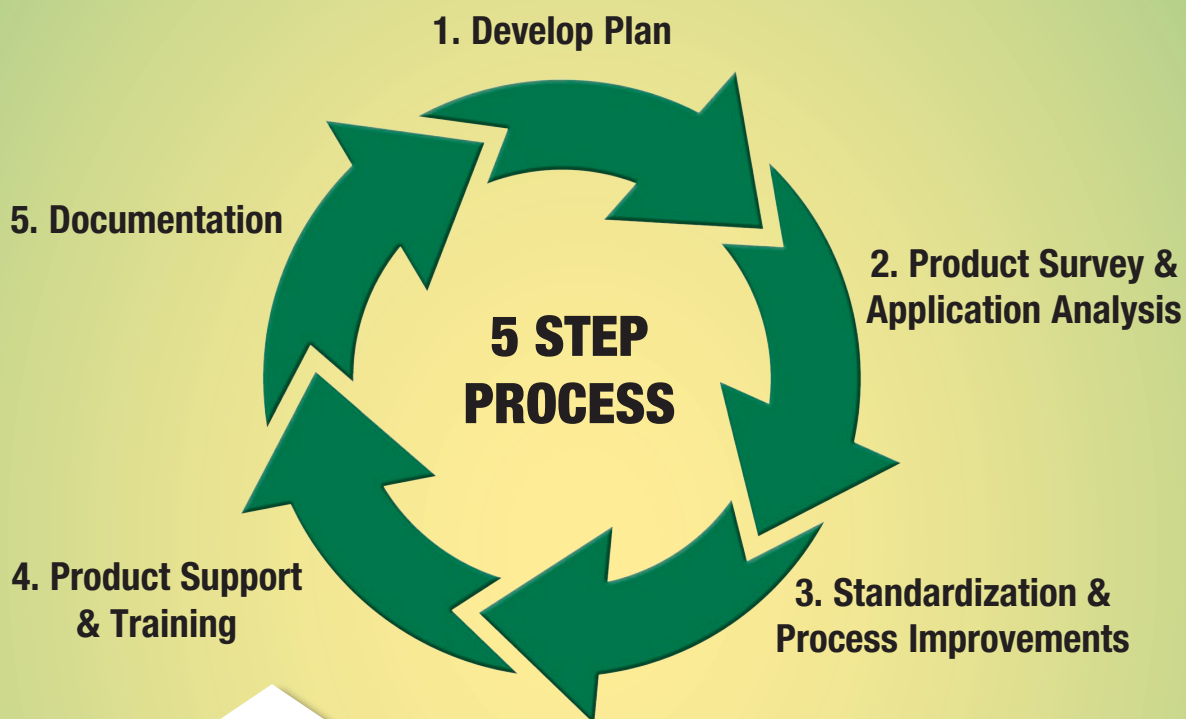 1. Develop Plan
2. Product Survey &
Application Analysis
3. Standardization &
Process Improvements
4. Product Support
& Training
5. Documentation
5 STEP
PROCESS